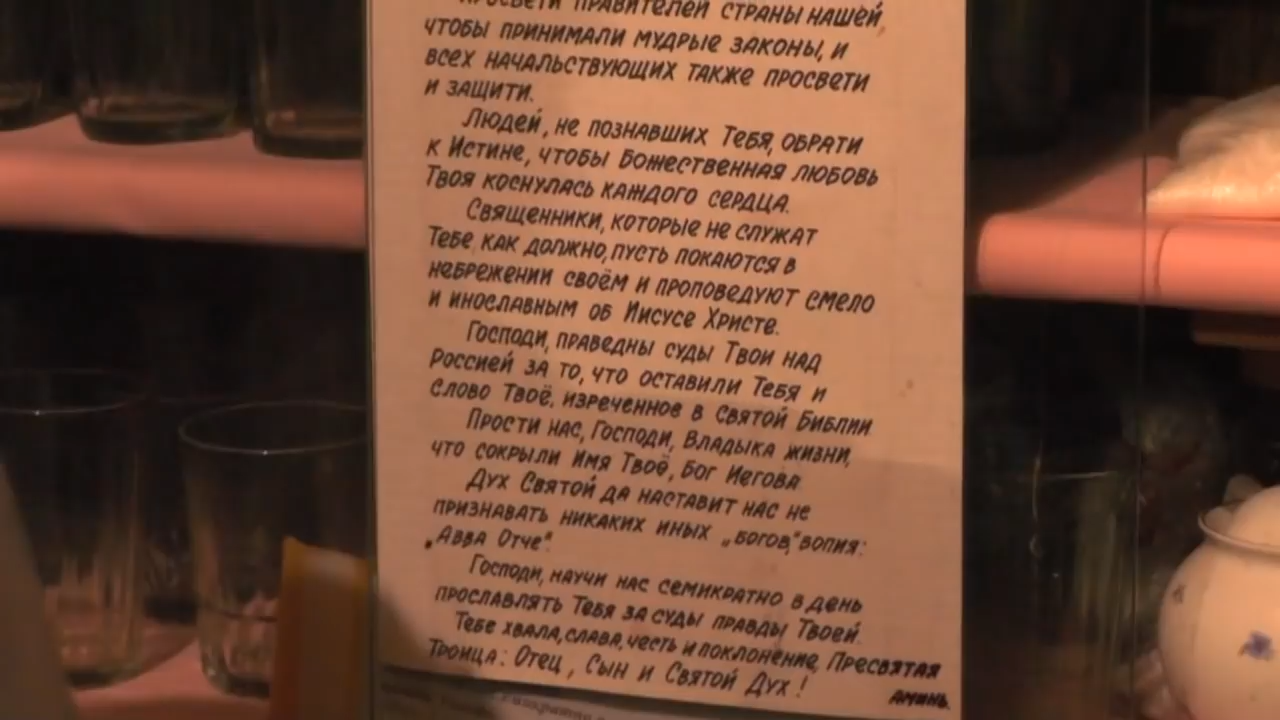 просвети правителей страны нашей,
чтобы принимали мудрые законы, и
всех начальствующих также просвети
и защити.
Людей, не познавших Тебя, обрати
к Истине, чтобы Божественная любовь
Твоя коснулась каждого сердца.
Священники, которые не служат
Тебе, как должно, пусть покаются в
небрежении своём и проповедуют смело
и инославным об Иисусе Христе.
Господи, праведны суды Твои над
Россией за то, что оставили Тебя и
слово Твоё, изреченное в Святой Библии.
Прости нас, Господи, Владыка жизни,
что сокрыли Имя Твоё, Бог Иегова.
Дух Святой да наставит нас не
признавать никаких иных „богов,“ вопия:
„Авва Отче“.
Господи, научи нас семикратно в день
прославлять Тебя за суды правды Твоей.
Тебе хвала, слава, честь и поклонение, Пресвятая
Троица: Отец, Сын и Святой Дух!
аминь.